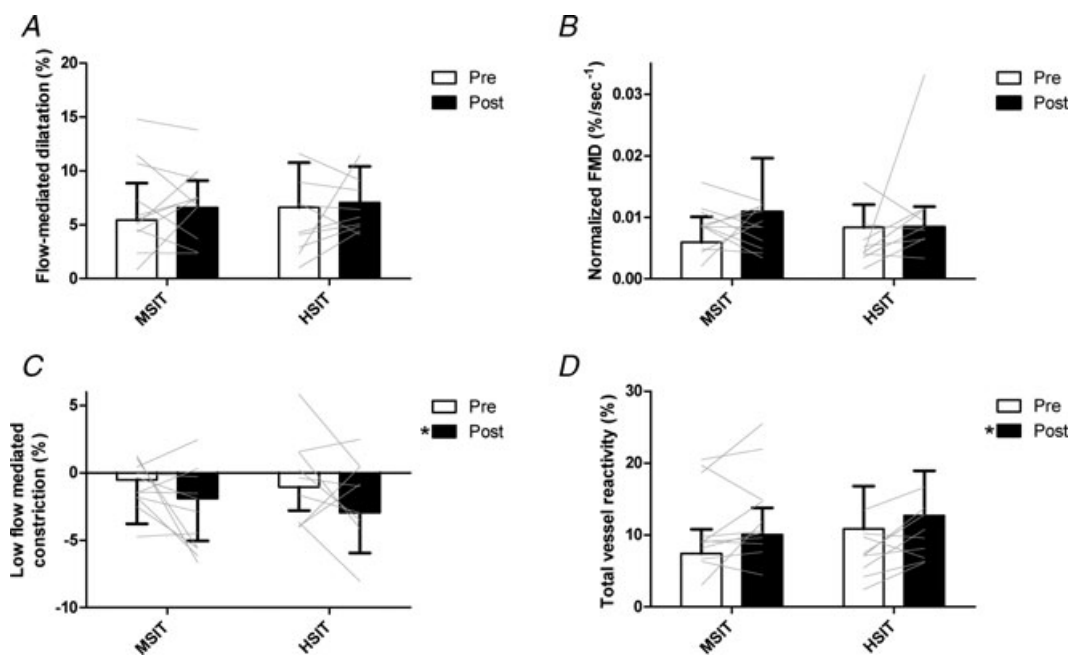 A
Flow-mediated dilatation (%)
20
15
10
5
0
MSIT
HSIT
Pre
Post
B
Normalized FMD (%/sec⁻¹)
0.03
0.02
0.01
0.00
MSIT
HSIT
Pre
Post
C
Low flow mediated
constriction (%)
5
0
-5
-10
MSIT
HSIT
Pre
* Post
D
Total vessel reactivity (%)
30
20
10
0
MSIT
HSIT
Pre
* Post